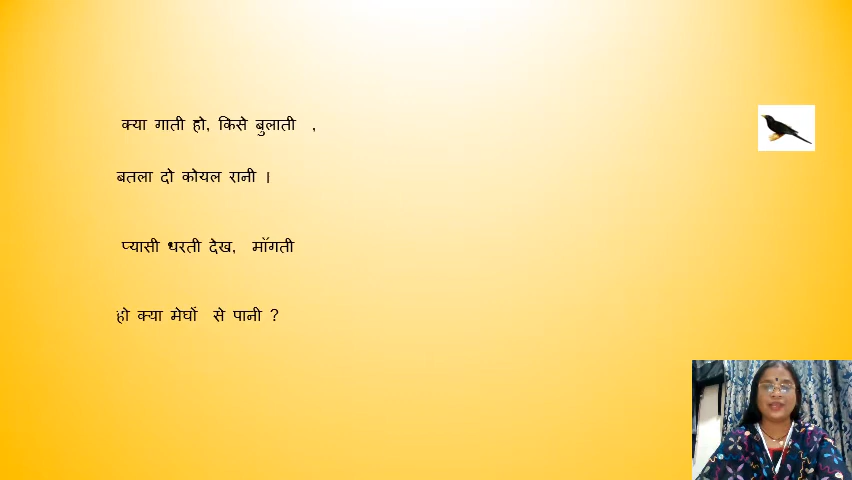 क्या गाती हो, किसे बुलाती ,
बतला दो कोयल रानी ।
प्यासी धरती देख, माँगती
हो क्या मेघों से पानी ?